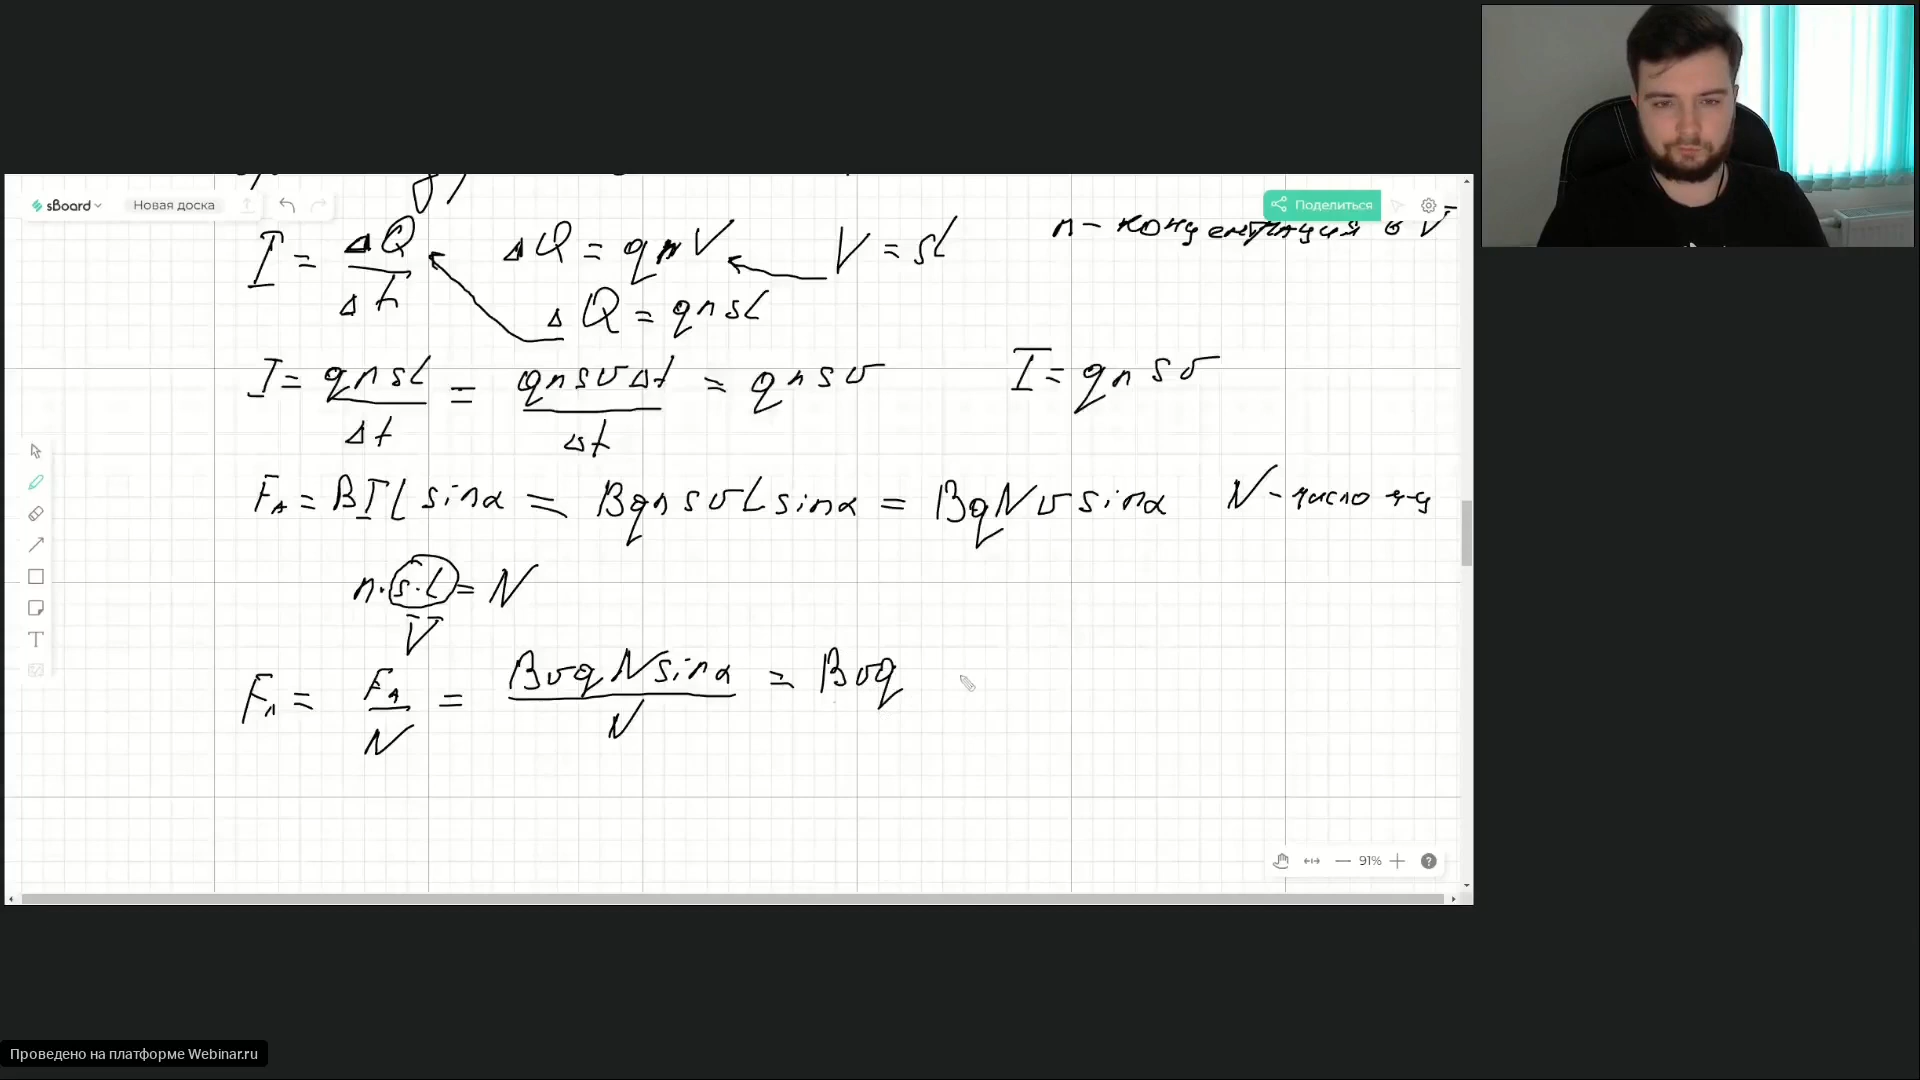 sBoard Новая доска
Поделиться
n - концентрация в V
I = ΔQ/Δt ΔQ = qnV V = sL
ΔQ = qnsL
I = qnsL/Δt = qnsυΔt/Δt = qnsυ I = qnsυ
F_A = BIL sinα = BqnsυL sinα = BqNυ sinα N - число ч-ц
n·s·L = N
V
F_л = F_A/N = BυqN sinα/N = Bυq
91%
Проведено на платформе Webinar.ru